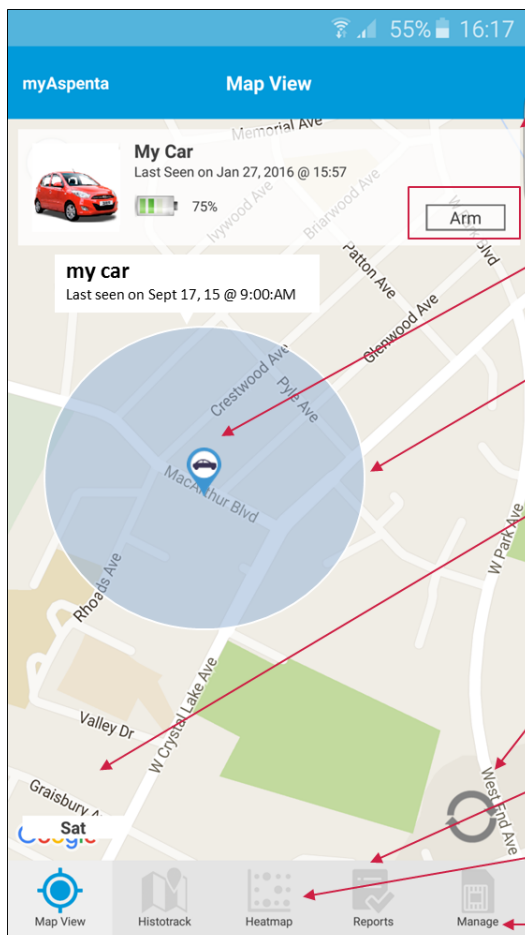 55% 16:17
myAspenta Map View
Memorial Ave
My Car
Last Seen on Jan 27, 2016 @ 15:57
75%
Arm
Ivywood Ave
Briarwood Ave
W Park Blvd
Patton Ave
my car
Last seen on Sept 17, 15 @ 9:00:AM
Glenwood Ave
Crestwood Ave
Pyle Ave
MacArthur Blvd
W Park Ave
Rhoads Ave
W Crystal Lake Ave
Valley Dr
Graisbury A
West End Ave
Sat
Google
Map View Histotrack Heatmap Reports Manage